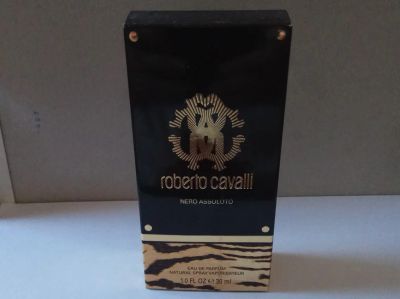 roberto cavalli
NERO ASSOLUTO
EAU DE PARFUM
NATURAL SPRAY VAPORISATEUR
1.0 FL OZ ℮ 30 ml